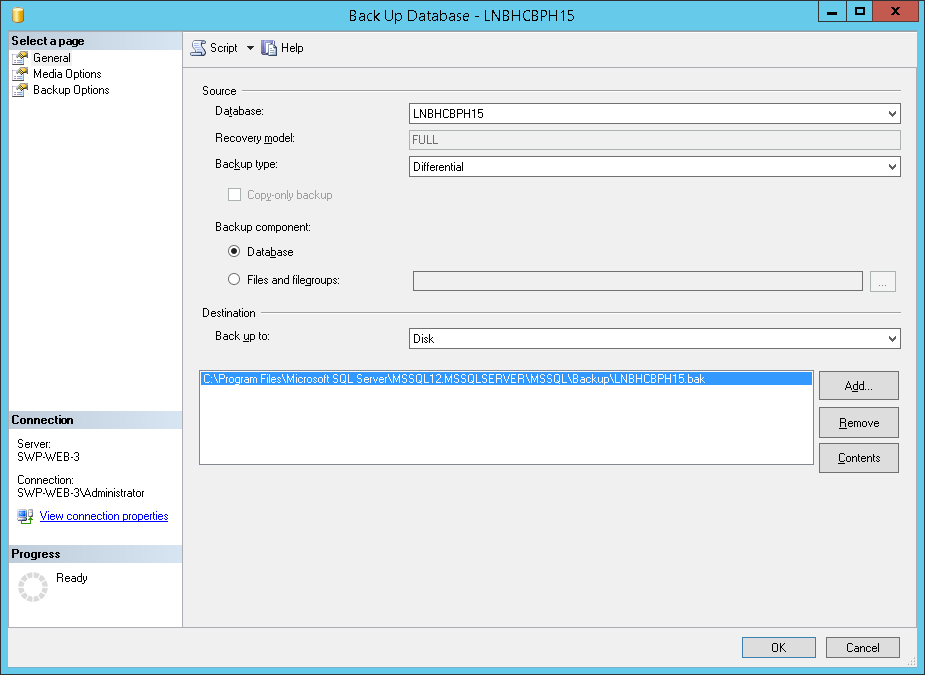 Back Up Database - LNBHCBPH15
Select a page
General
Media Options
Backup Options
Script
Help
Source
Database:
LNBHCBPH15
Recovery model:
FULL
Backup type:
Differential
Copy-only backup
Backup component:
Database
Files and filegroups:
...
Destination
Back up to:
Disk
C:\Program Files\Microsoft SQL Server\MSSQL12.MSSQLSERVER\MSSQL\Backup\LNBHCBPH15.bak
Add...
Remove
Contents
Connection
Server:
SWP-WEB-3
Connection:
SWP-WEB-3\Administrator
View connection properties
Progress
Ready
OK
Cancel